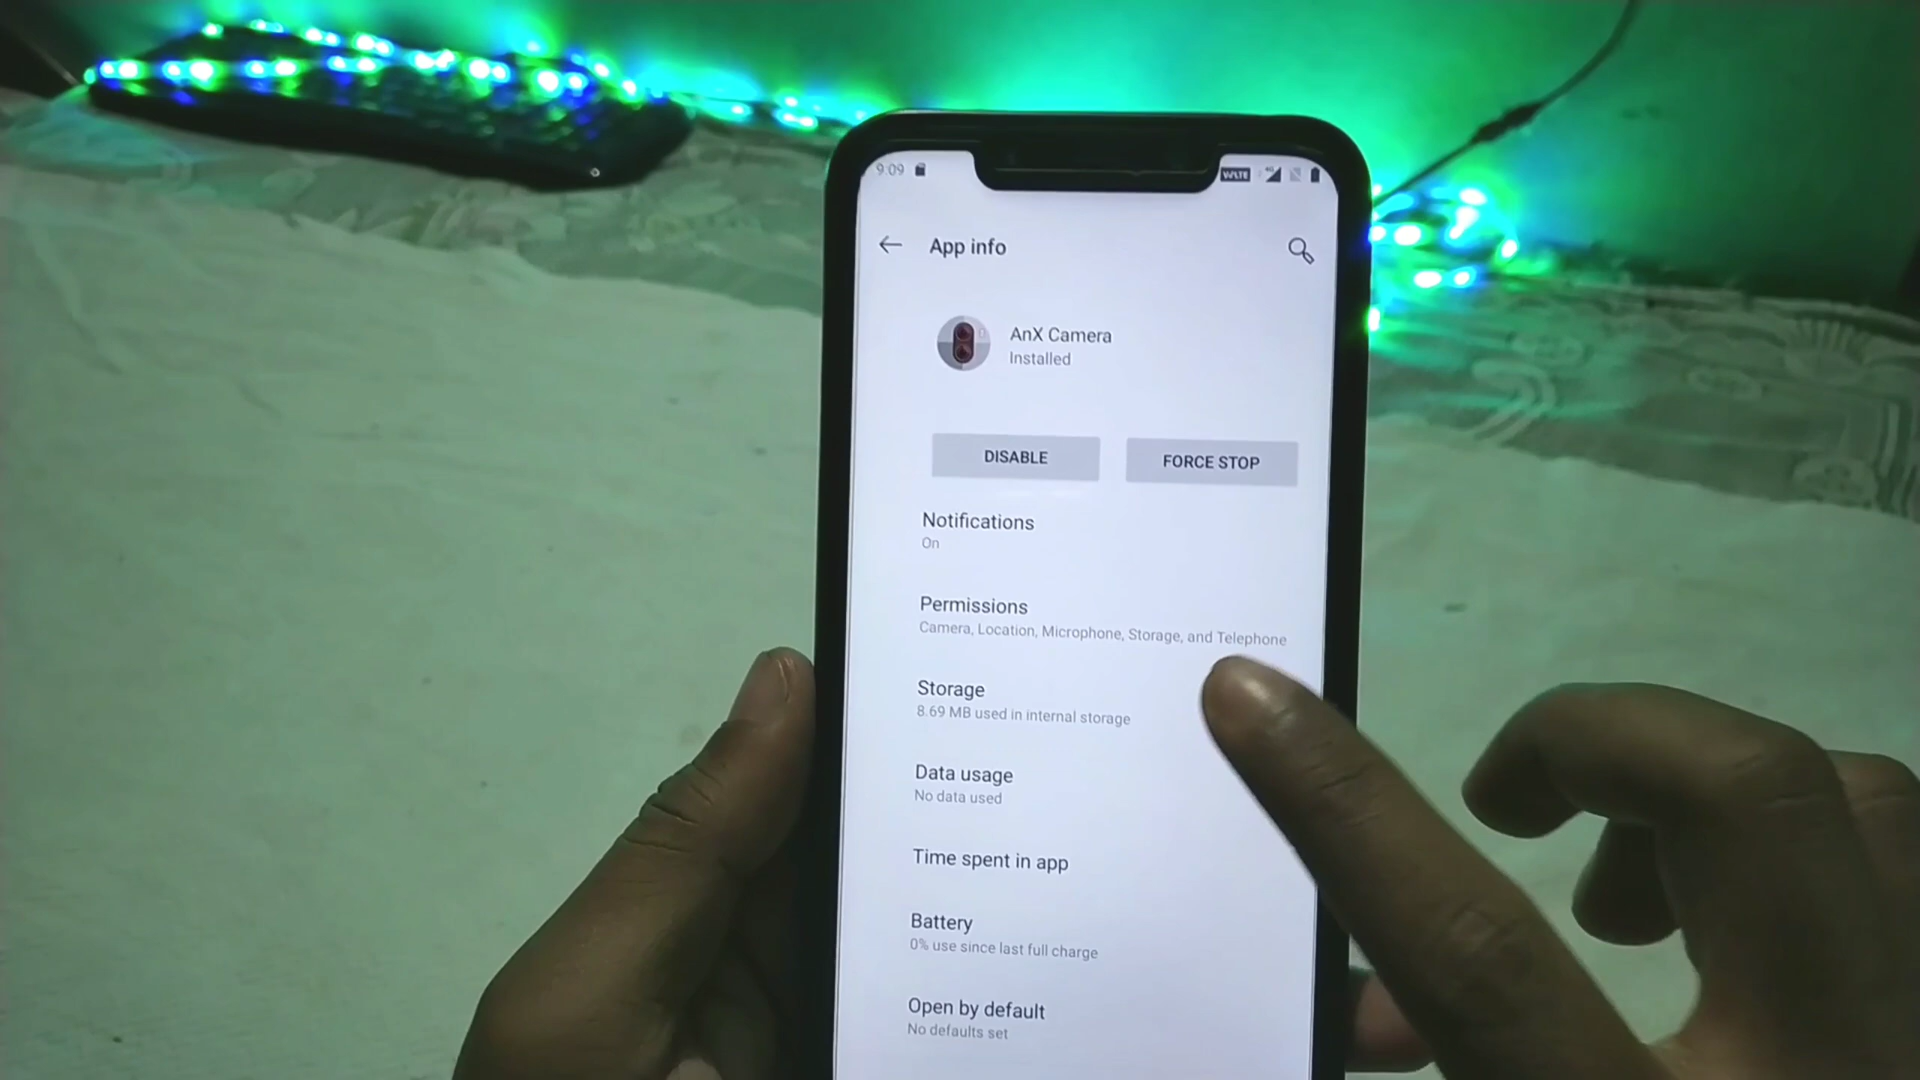 9:09
VoLTE
App info
AnX Camera
Installed
DISABLE
FORCE STOP
Notifications
On
Permissions
Camera, Location, Microphone, Storage, and Telephone
Storage
8.69 MB used in internal storage
Data usage
No data used
Time spent in app
Battery
0% use since last full charge
Open by default
No defaults set